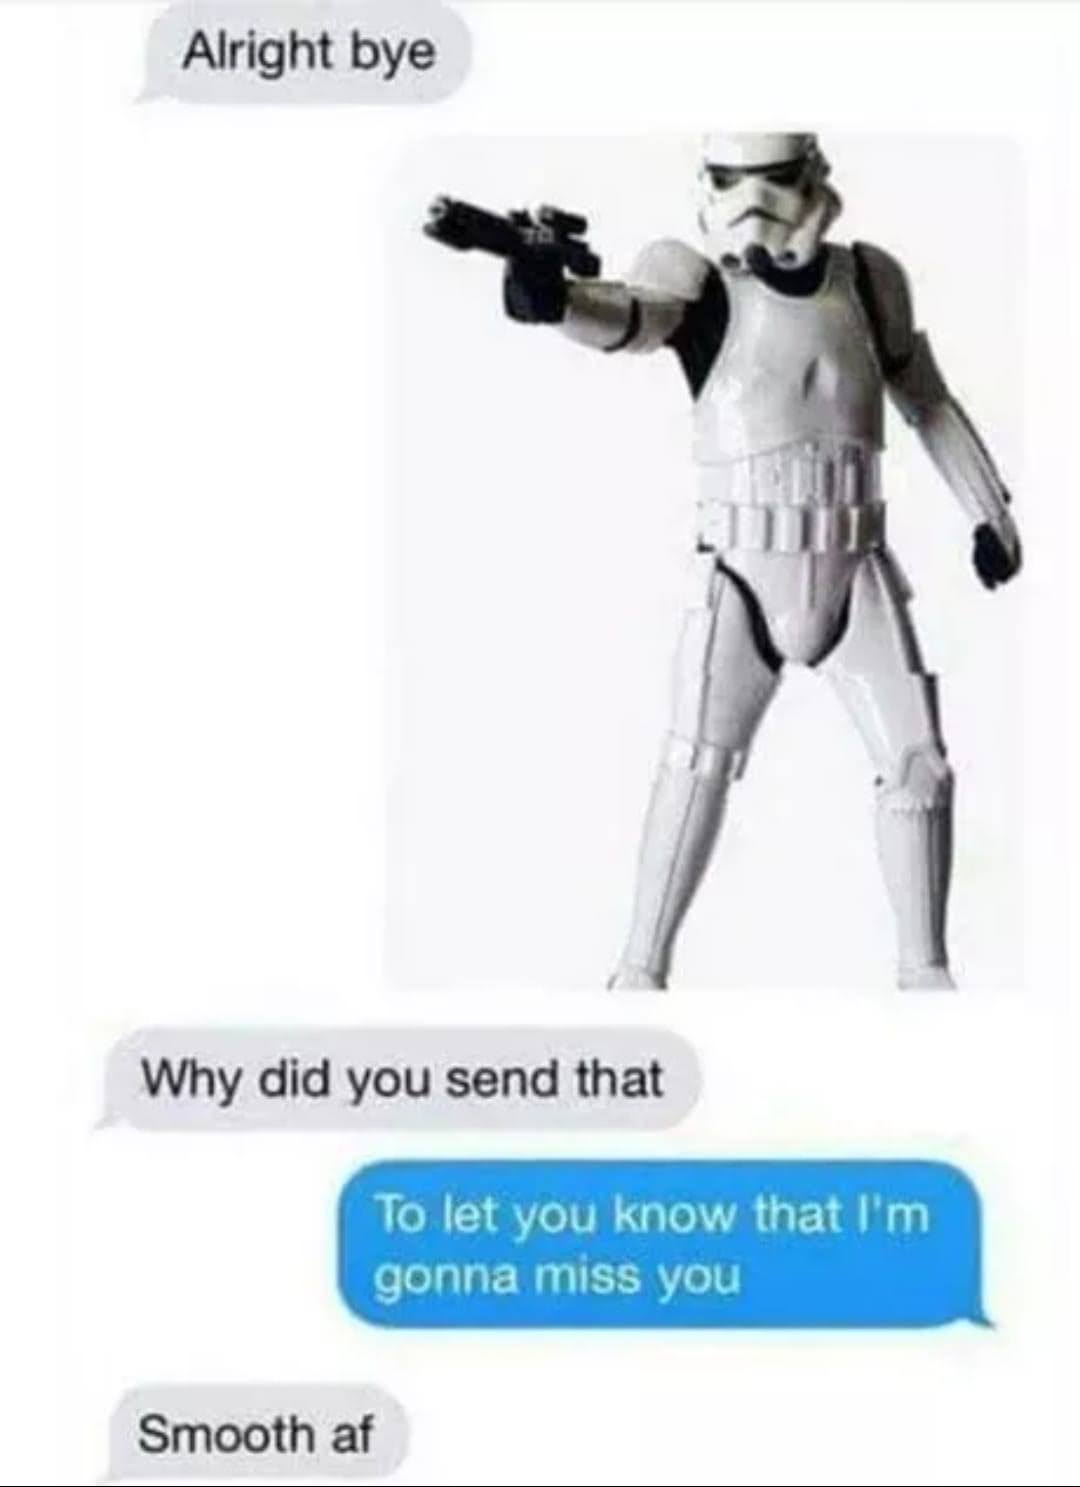 Alright bye
Why did you send that
To let you know that I'm
gonna miss you
Smooth af